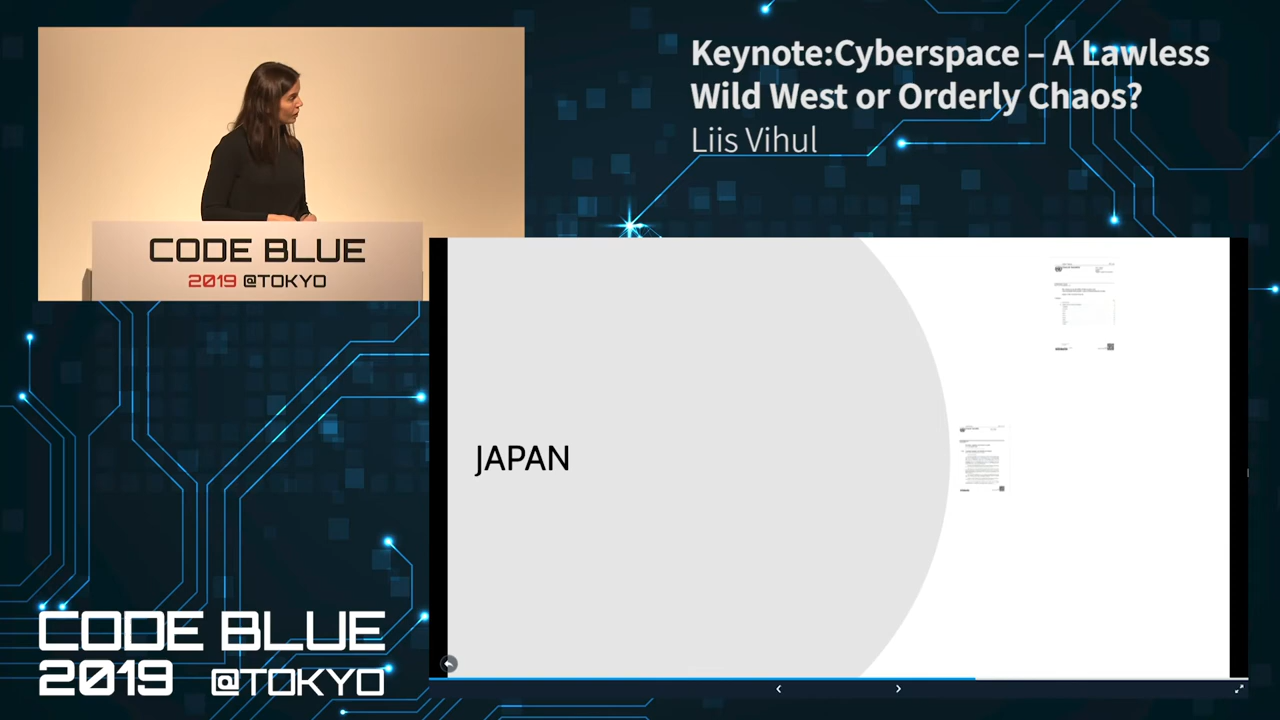 Keynote:Cyberspace – A Lawless
Wild West or Orderly Chaos?
Liis Vihul
CODE BLUE
2019 @TOKYO
JAPAN
CODE BLUE
2019 @TOKYO